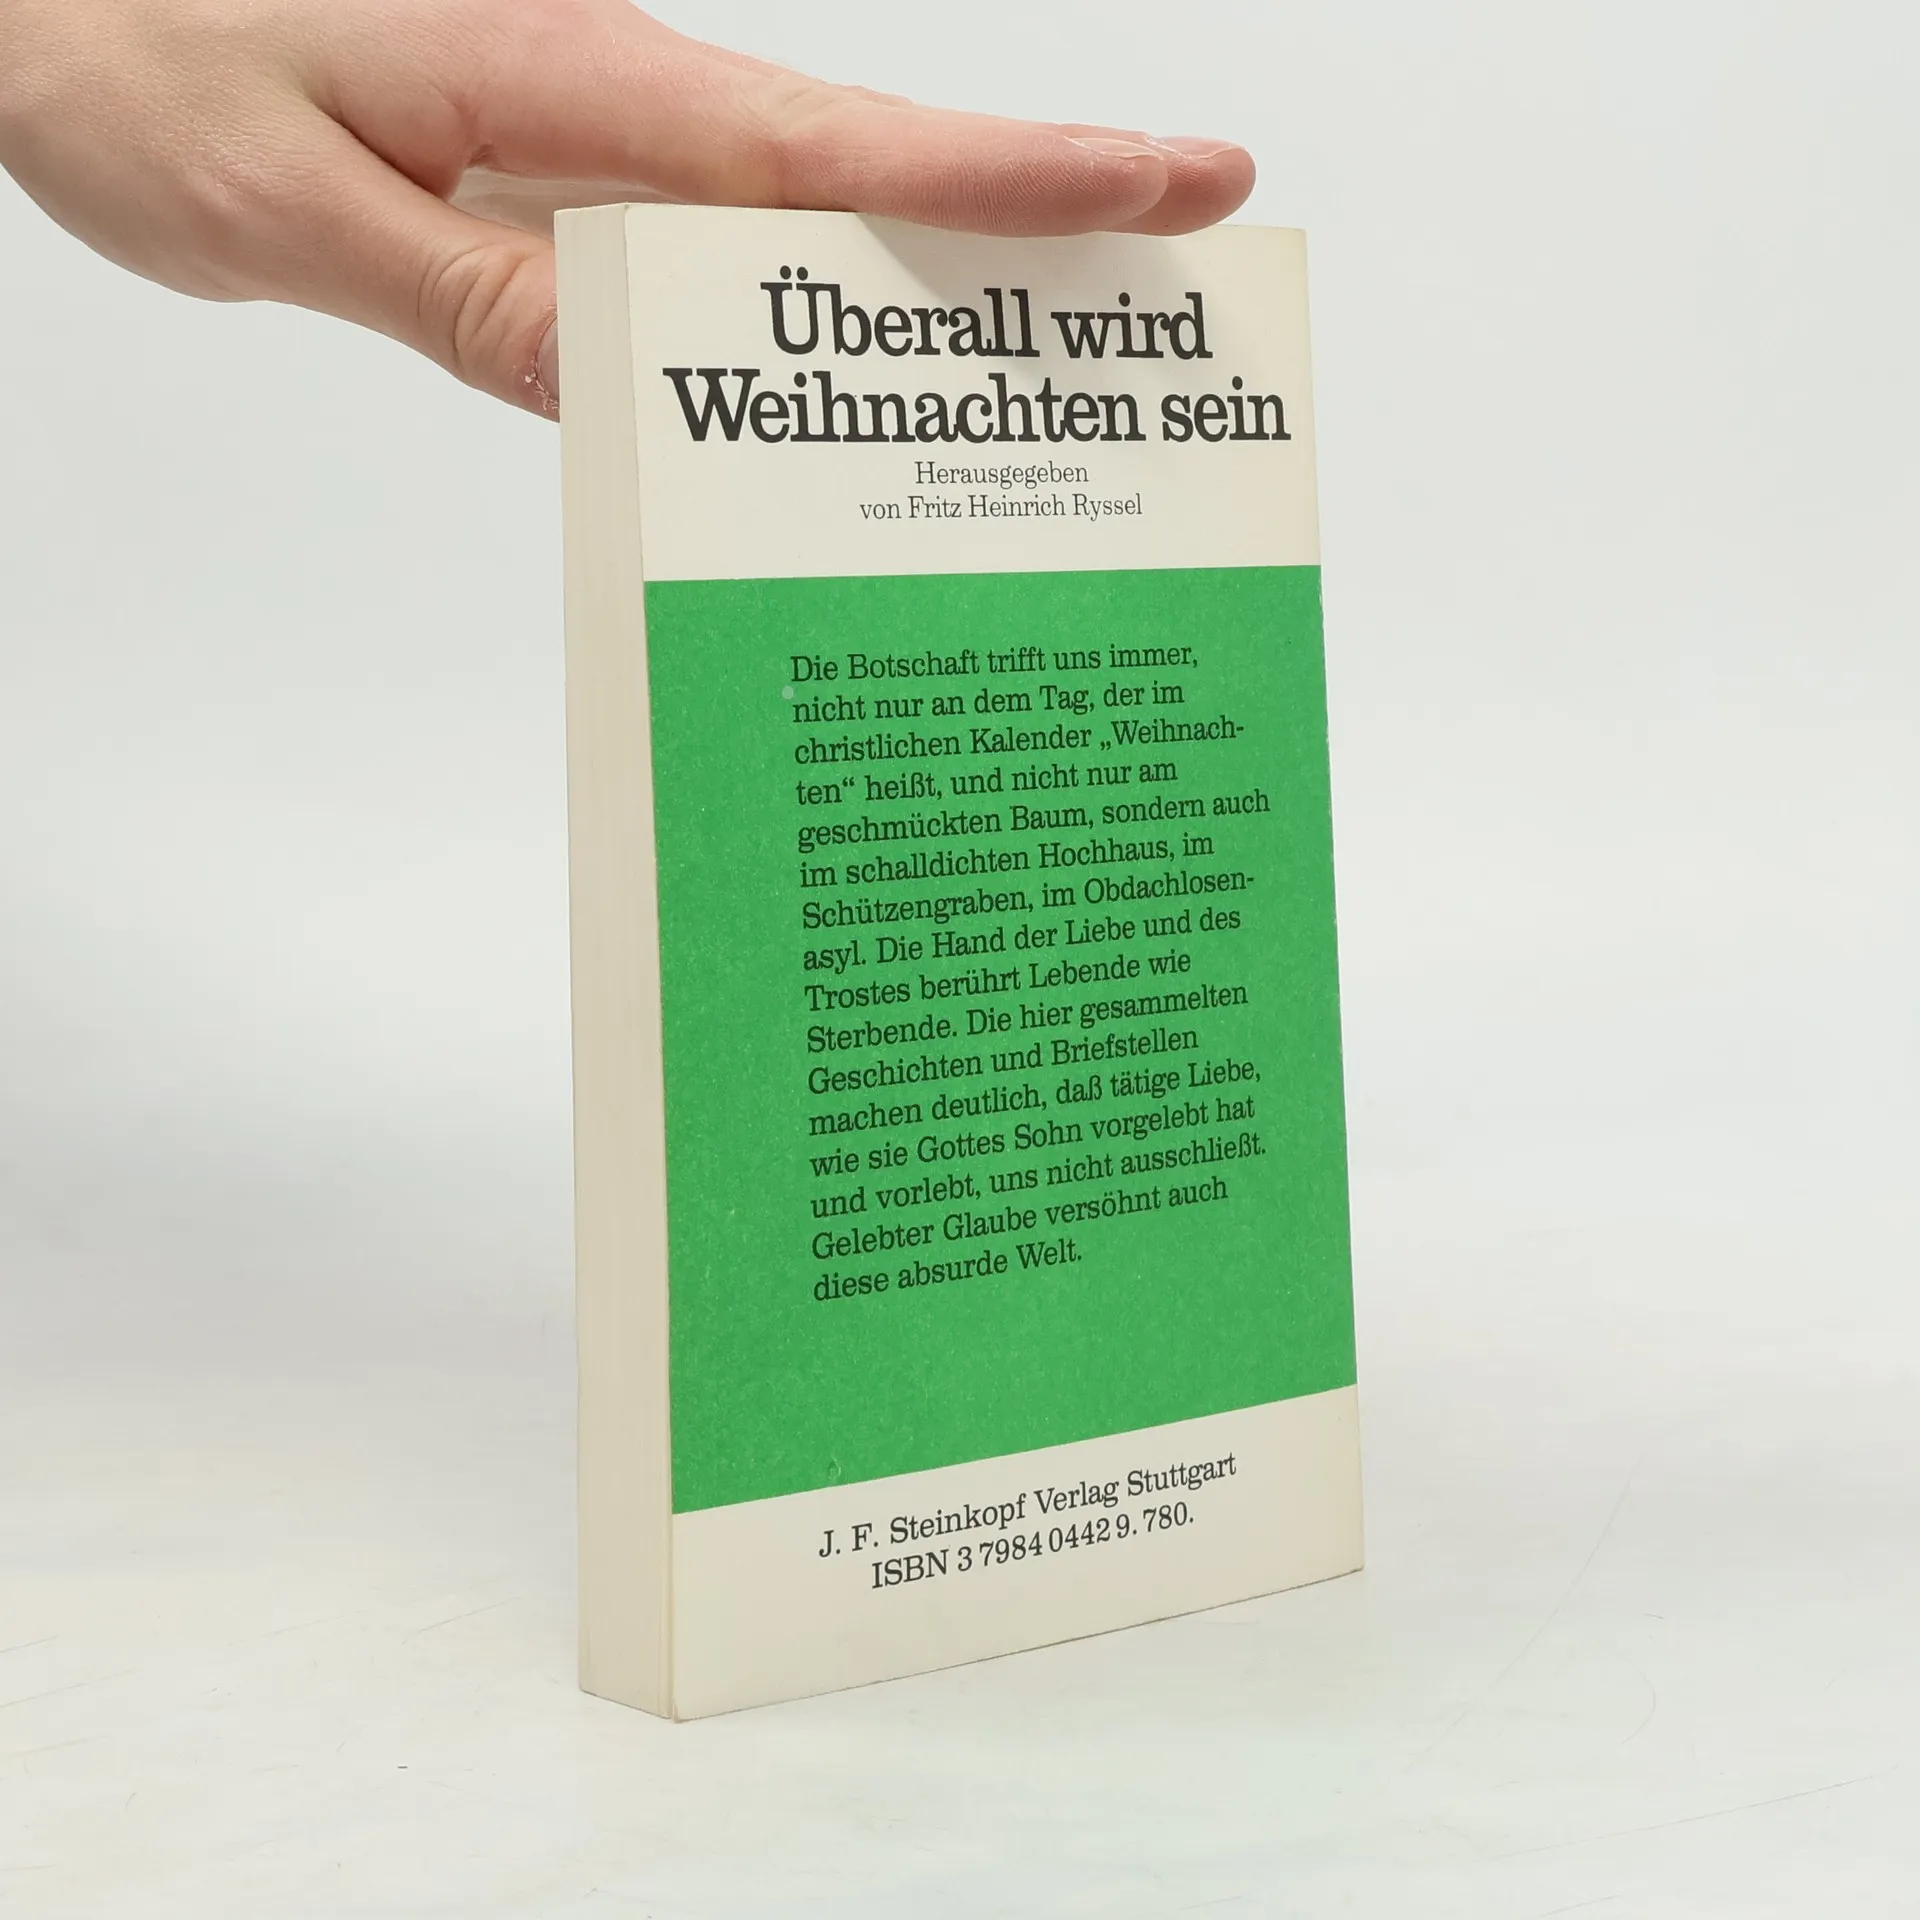 Überall wird
Weihnachten sein
Herausgegeben
von Fritz Heinrich Ryssel
Die Botschaft trifft uns immer,
nicht nur an dem Tag, der im
christlichen Kalender „Weihnach-
ten“ heißt, und nicht nur am
geschmückten Baum, sondern auch
im schalldichten Hochhaus, im
Schützengraben, im Obdachlosen-
asyl. Die Hand der Liebe und des
Trostes berührt Lebende wie
Sterbende. Die hier gesammelten
Geschichten und Briefstellen
machen deutlich, daß tätige Liebe,
wie sie Gottes Sohn vorgelebt hat
und vorlebt, uns nicht ausschließt.
Gelebter Glaube versöhnt auch
diese absurde Welt.
J. F. Steinkopf Verlag Stuttgart
ISBN 3 7984 0442 9. 780.